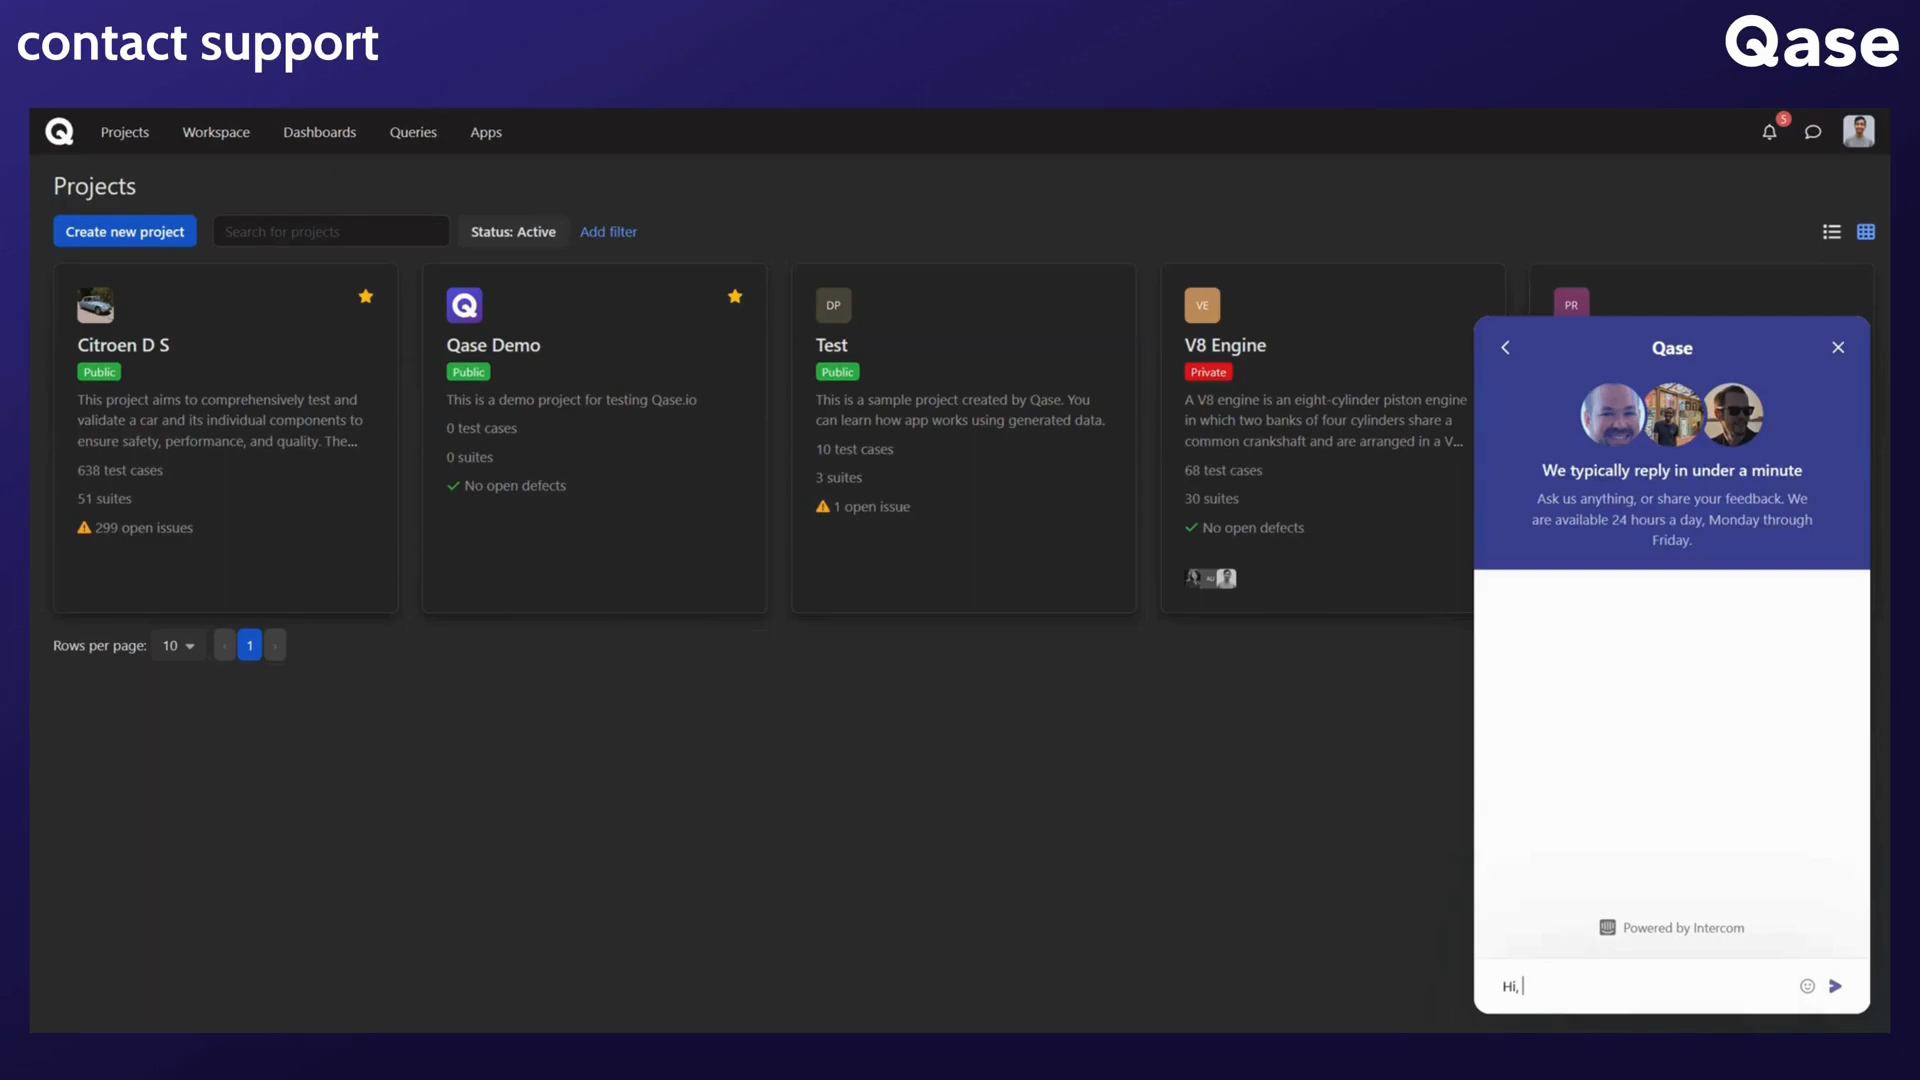 contact support
Qase
Projects
Workspace
Dashboards
Queries
Apps
5
Projects
Create new project
Search for projects
Status: Active
Add filter
Citroen D S
Public
This project aims to comprehensively test and
validate a car and its individual components to
ensure safety, performance, and quality. The...
638 test cases
51 suites
299 open issues
Qase Demo
Public
This is a demo project for testing Qase.io
0 test cases
0 suites
No open defects
DP
Test
Public
This is a sample project created by Qase. You
can learn how app works using generated data.
10 test cases
3 suites
1 open issue
VE
V8 Engine
Private
A V8 engine is an eight-cylinder piston engine
in which two banks of four cylinders share a
common crankshaft and are arranged in a V...
68 test cases
30 suites
No open defects
AU
PR
Rows per page:
10
1
Qase
We typically reply in under a minute
Ask us anything, or share your feedback. We
are available 24 hours a day, Monday through
Friday.
Powered by Intercom
Hi,